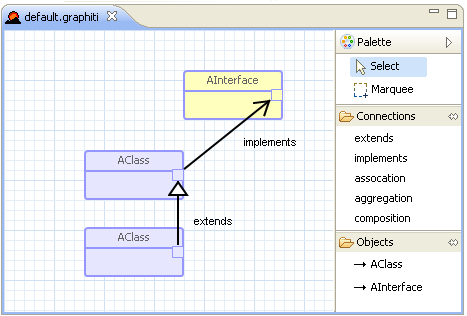 default.graphiti
Palette
Select
Marquee
Connections
extends
implements
assocation
aggregation
composition
Objects
AClass
AInterface
AInterface
implements
AClass
extends
AClass